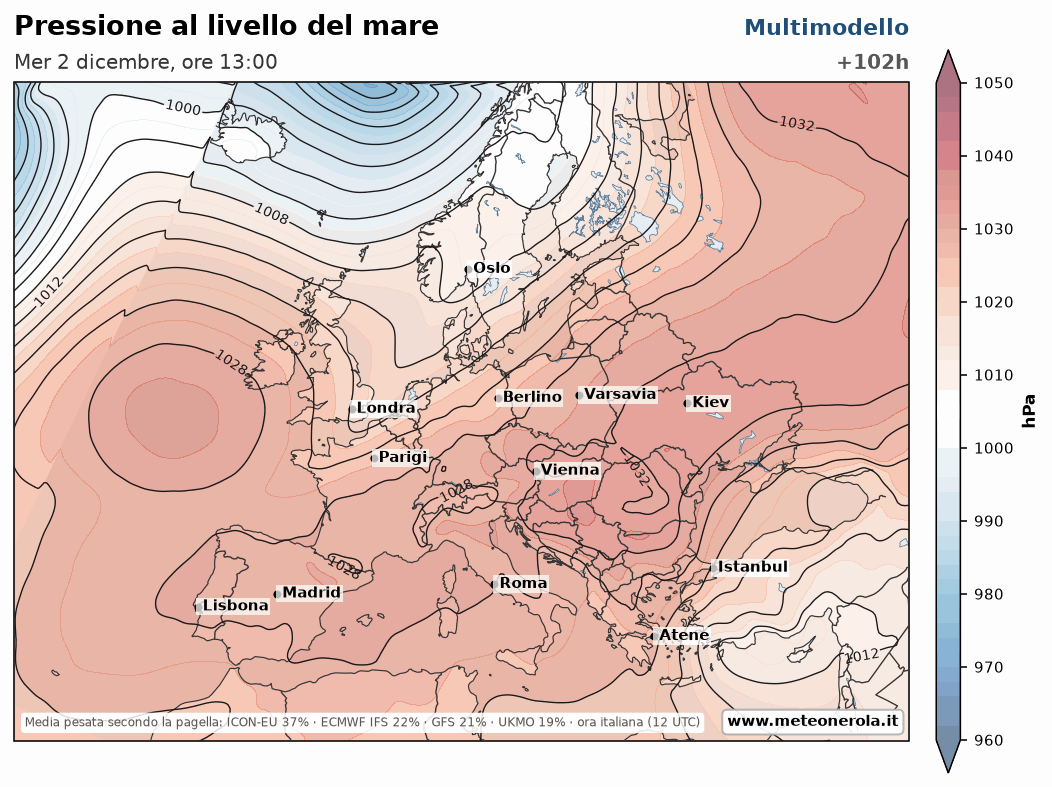 Pressione al livello del mare
Multimodello
Mer 2 dicembre, ore 13:00
+102h
1050
1000
1032
1040
1008
1030
Oslo
1012
1020
1028
1010
Berlino
Varsavia
Kiev
Londra
hPa
Parigi
1000
Vienna
1032
1028
990
1028
Istanbul
Roma
Madrid
980
Lisbona
Atene
1012
970
Media pesata secondo la pagella: ICON-EU 37% · ECMWF IFS 22% · GFS 21% · UKMO 19% · ora italiana (12 UTC)
www.meteonerola.it
960